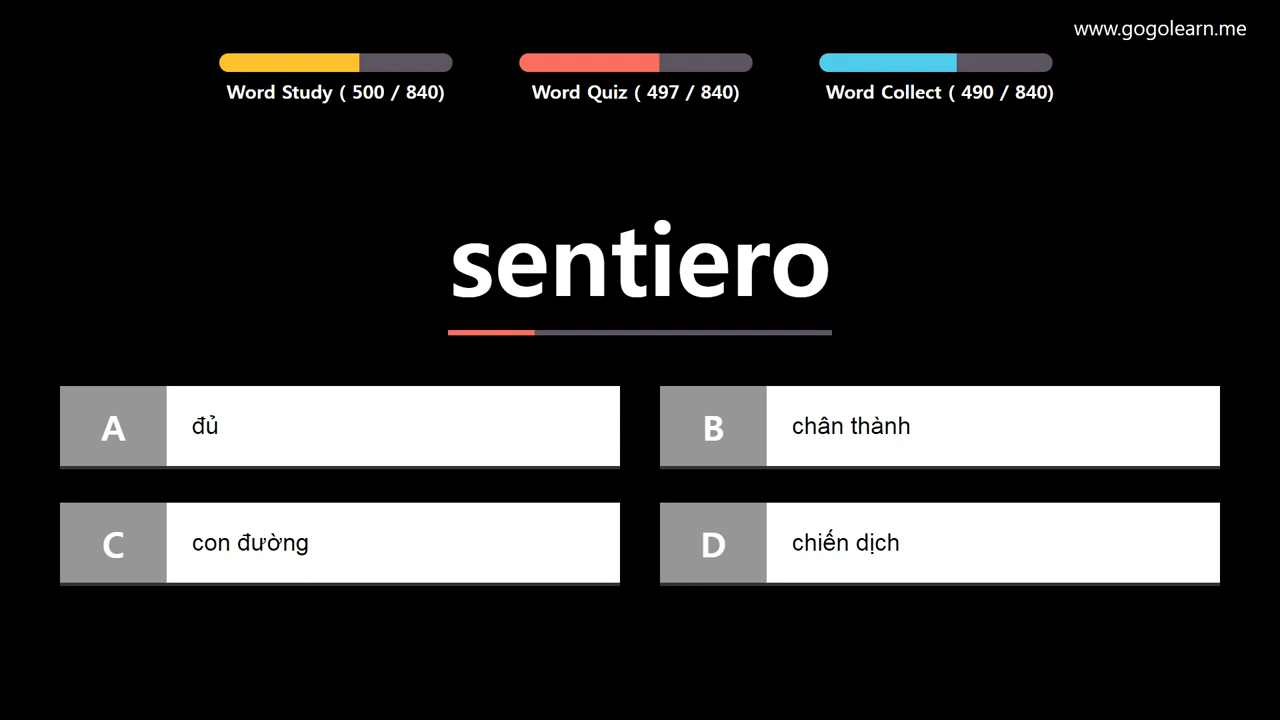 www.gogolearn.me
Word Study ( 500 / 840)
Word Quiz ( 497 / 840)
Word Collect ( 490 / 840)
sentiero
A
đủ
B
chân thành
C
con đường
D
chiến dịch